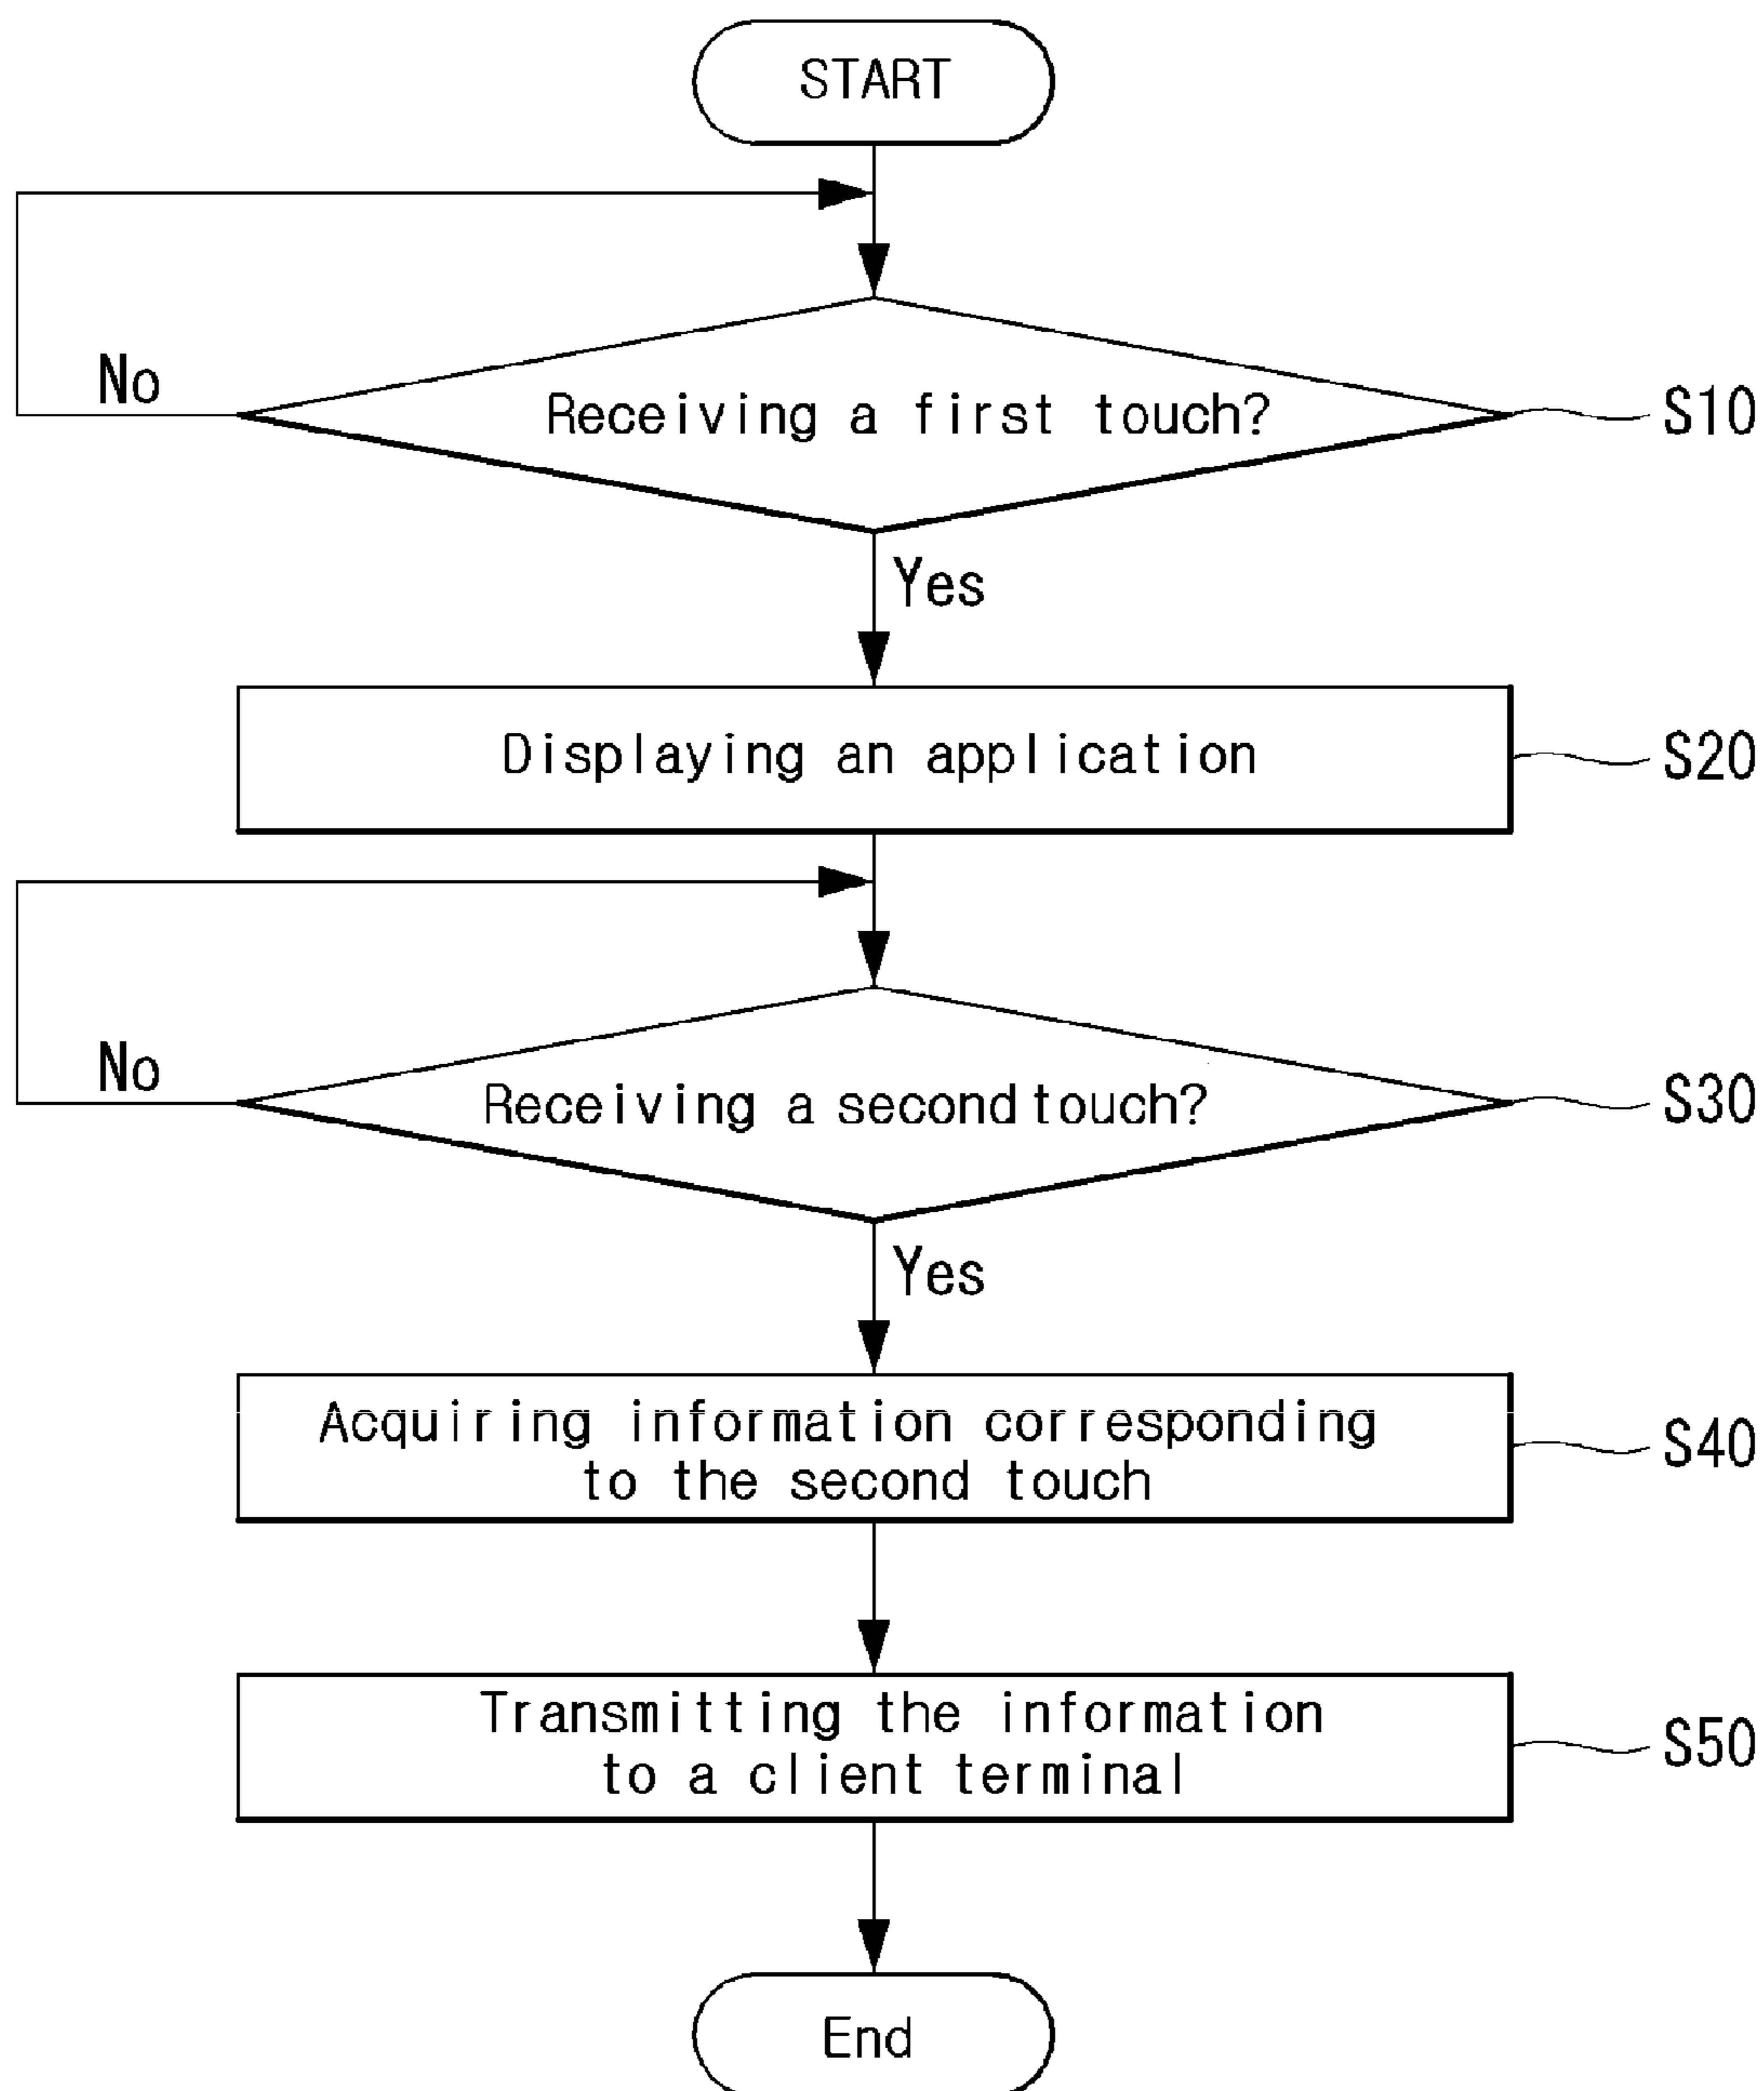 START
No
Receiving a first touch?
S10
Yes
Displaying an application
S20
No
Receiving a second touch?
S30
Yes
Acquiring information corresponding
to the second touch
S40
Transmitting the information
to a client terminal
S50
End